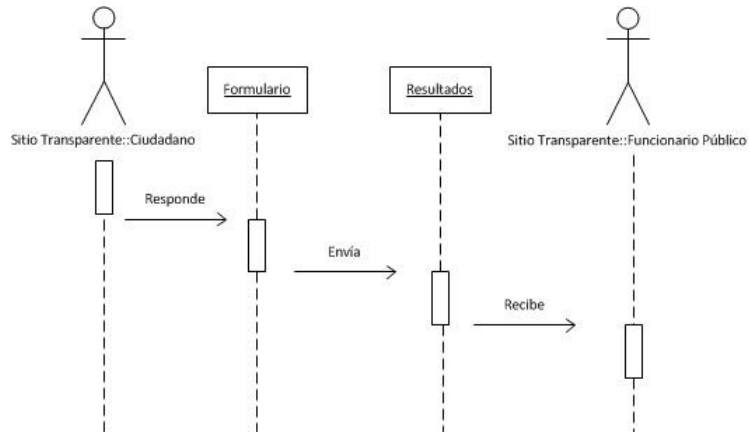 Formulario
Resultados
Sitio Transparente::Ciudadano
Sitio Transparente::Funcionario Público
Responde
Envía
Recibe